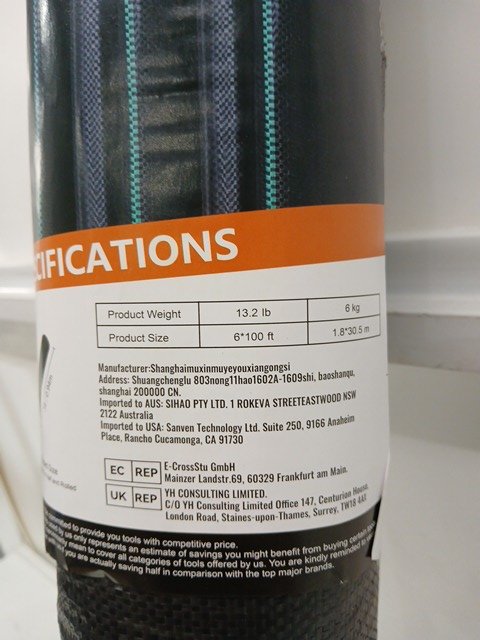 CIFICATIONS
Product Weight 13.2 lb 6 kg
Product Size 6*100 ft 1.8*30.5 m
Manufacturer:Shanghaimuxinmuyeyouxiangongsi
Address: Shuangchenglu 803nong11hao1602A-1609shi, baoshanqu,
shanghai 200000 CN.
Imported to AUS: SIHAO PTY LTD. 1 ROKEVA STREETEASTWOOD NSW
2122 Australia
Imported to USA: Sanven Technology Ltd. Suite 250, 9166 Anaheim
Place, Rancho Cucamonga, CA 91730
EC REP E-CrossStu GmbH
Mainzer Landstr.69, 60329 Frankfurt am Main.
UK REP YH CONSULTING LIMITED.
C/O YH Consulting Limited Office 147, Centurion House,
London Road, Staines-upon-Thames, Surrey, TW18 4AX
to provide you tools with competitive price.
us only represents an estimate of savings you might benefit from buying certain
mean to cover all categories of tools offered by us. You are kindly reminded
you are actually saving half in comparison with the top major brands.